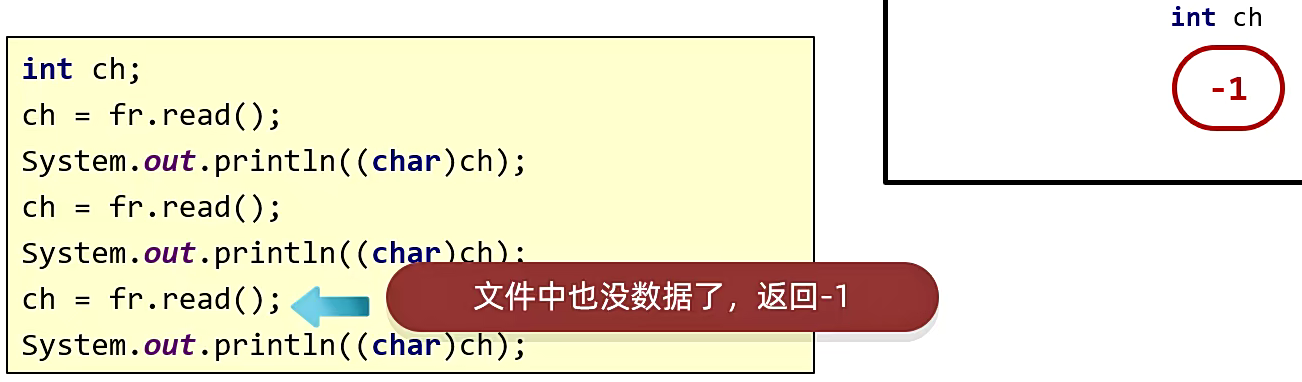 int ch
-1
int ch;
ch = fr.read();
System.out.println((char)ch);
ch = fr.read();
System.out.println((char)ch);
ch = fr.read();
文件中也没数据了，返回-1
System.out.println((char)ch);